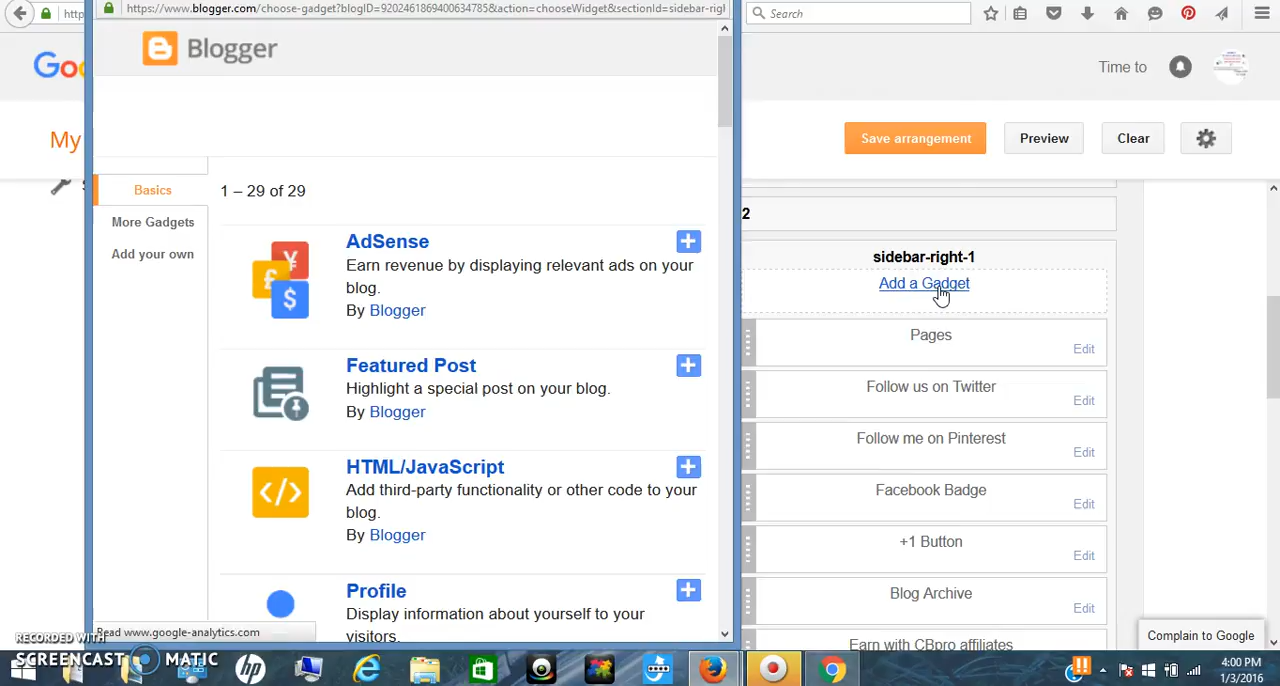 http
https://www.blogger.com/choose-gadget?blogID=9202461869400634785&action=chooseWidget&sectionId=sidebar-rigl
Search
Blogger
Goo
Time to
My
Save arrangement
Preview
Clear
Basics
More Gadgets
Add your own
1 – 29 of 29
AdSense
Earn revenue by displaying relevant ads on your
blog.
By Blogger
Featured Post
Highlight a special post on your blog.
By Blogger
HTML/JavaScript
Add third-party functionality or other code to your
blog.
By Blogger
Profile
Display information about yourself to your
visitors.
2
sidebar-right-1
Add a Gadget
Pages
Edit
Follow us on Twitter
Edit
Follow me on Pinterest
Edit
Facebook Badge
Edit
+1 Button
Edit
Blog Archive
Edit
Earn with CBpro affiliates
Complain to Google
Read www.google-analytics.com
RECORDED WITH
SCREENCAST MATIC
hp
4:00 PM
1/3/2016